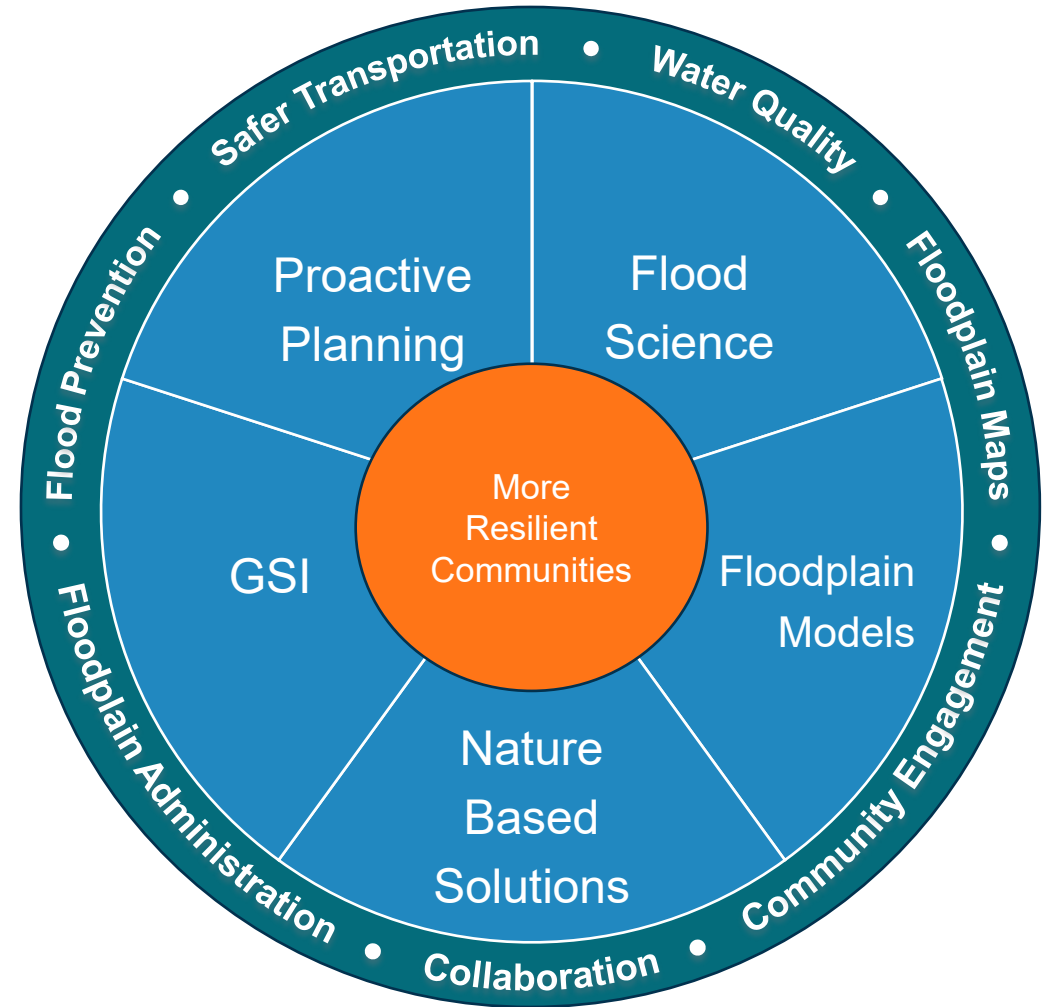 Safer Transportation • Water Quality • Floodplain Maps • Community Engagement • Collaboration • Floodplain Administration • Flood Prevention •
Proactive
Planning
Flood
Science
GSI
More
Resilient
Communities
Floodplain
Models
Nature
Based
Solutions